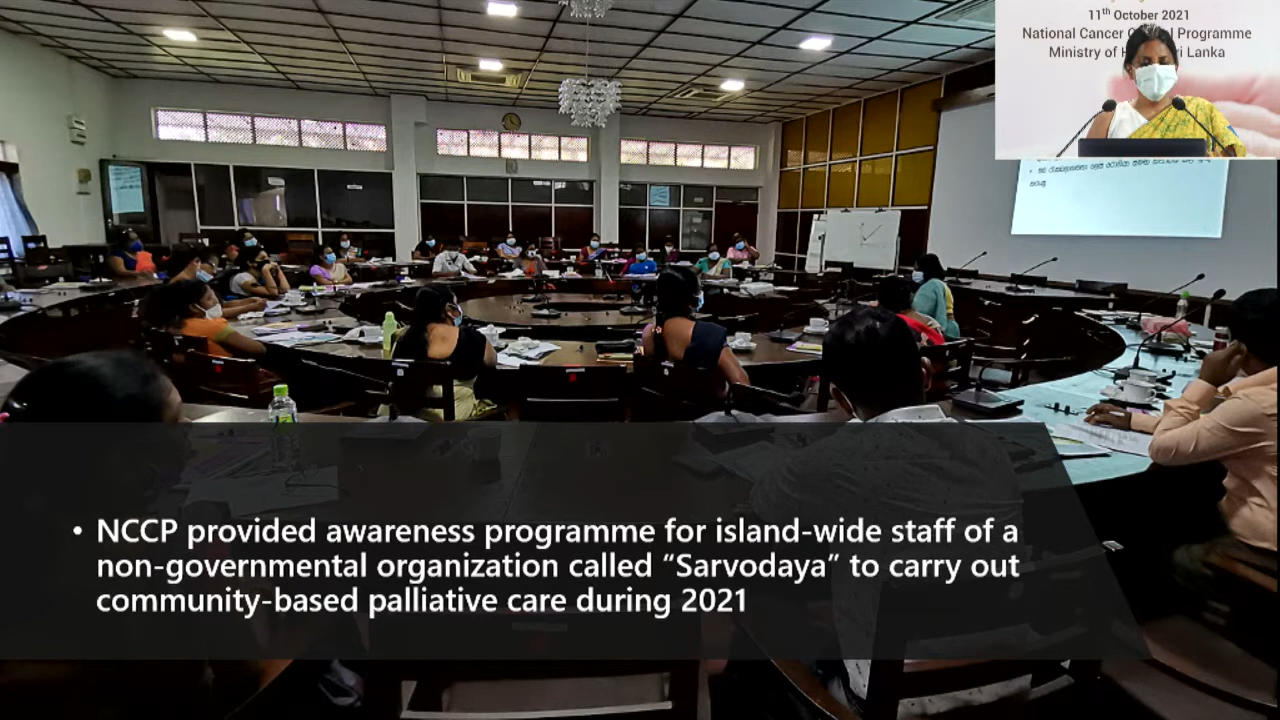 11th October 2021
National Cancer Programme
Ministry of Lanka
• NCCP provided awareness programme for island-wide staff of a
non-governmental organization called “Sarvodaya” to carry out
community-based palliative care during 2021